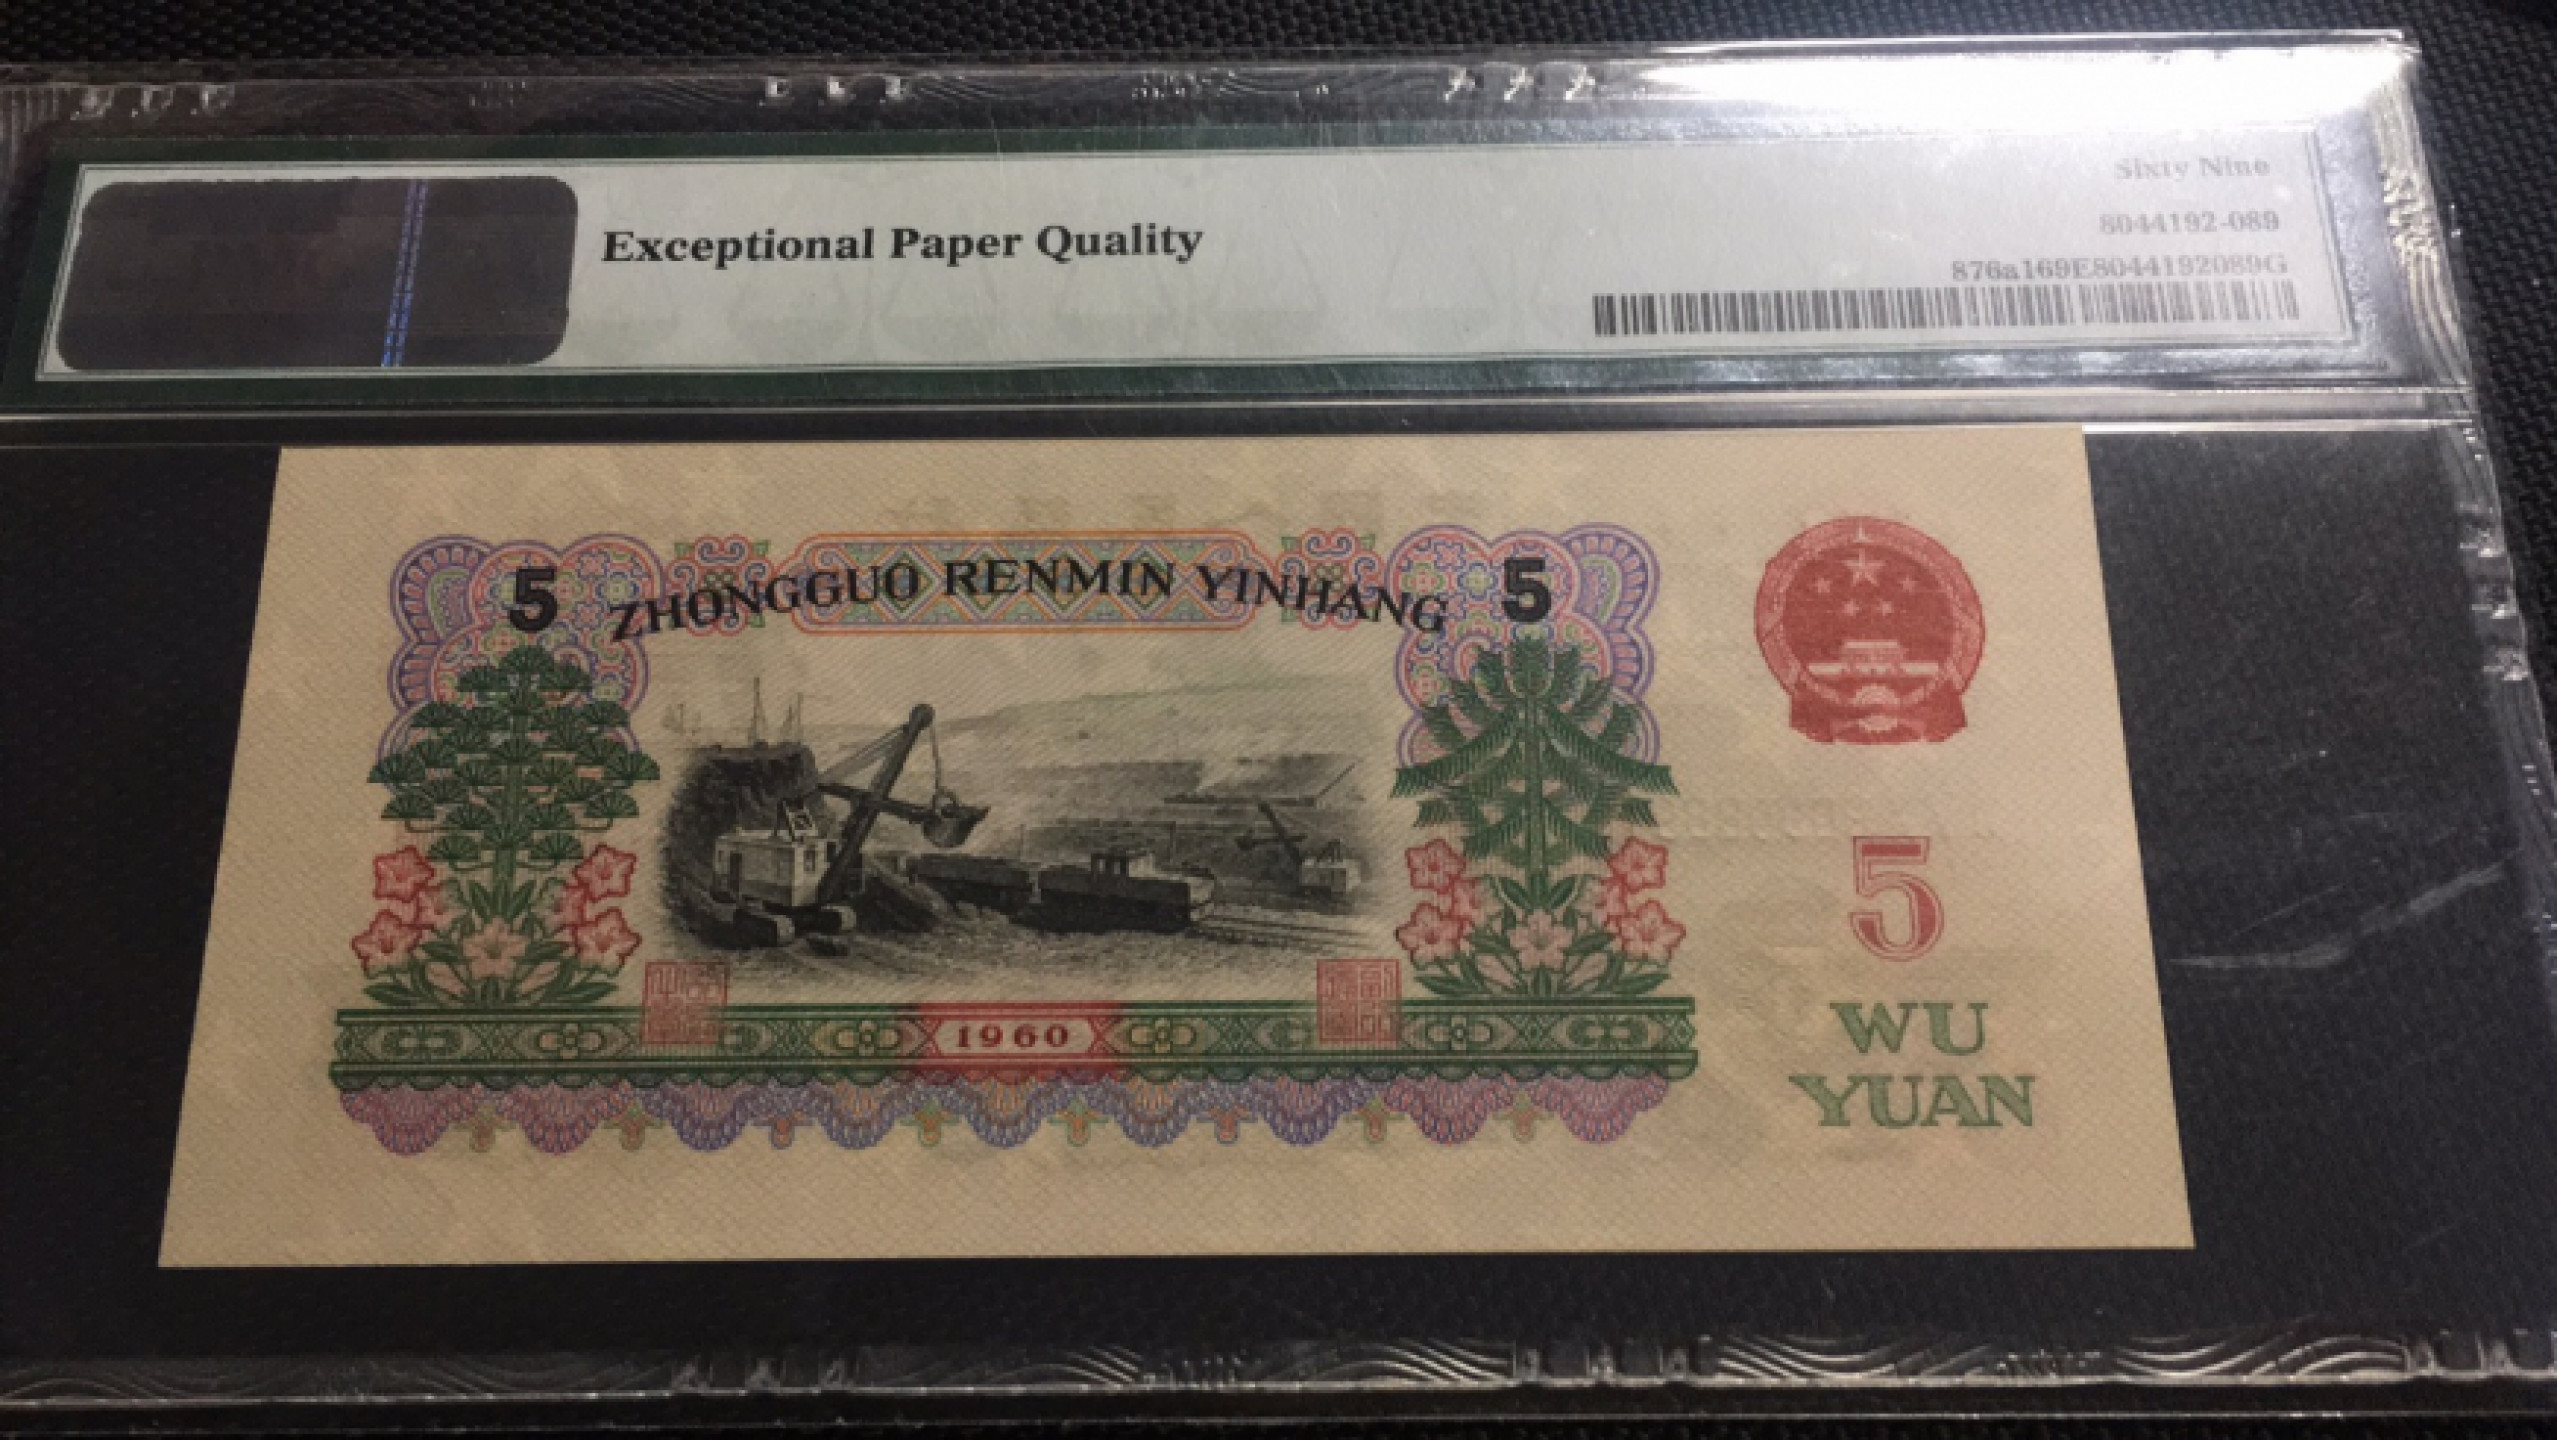 Sixty Nine
Exceptional Paper Quality
8044192-089
876a169E8044192089G
5 ZHONGGUO RENMIN YINHANG 5
5
1960
WU
YUAN